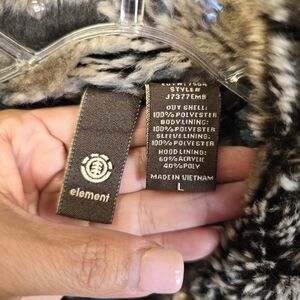 element
STYLE#
J7377EM9
OUT SHELL:
100% POLYESTER
BODY LINING:
100% POLYESTER
SLEEVE LINING:
100% POLYESTER
HOOD LINING:
60% ACRYLIC
40% POLY
MADE IN VIETNAM
L